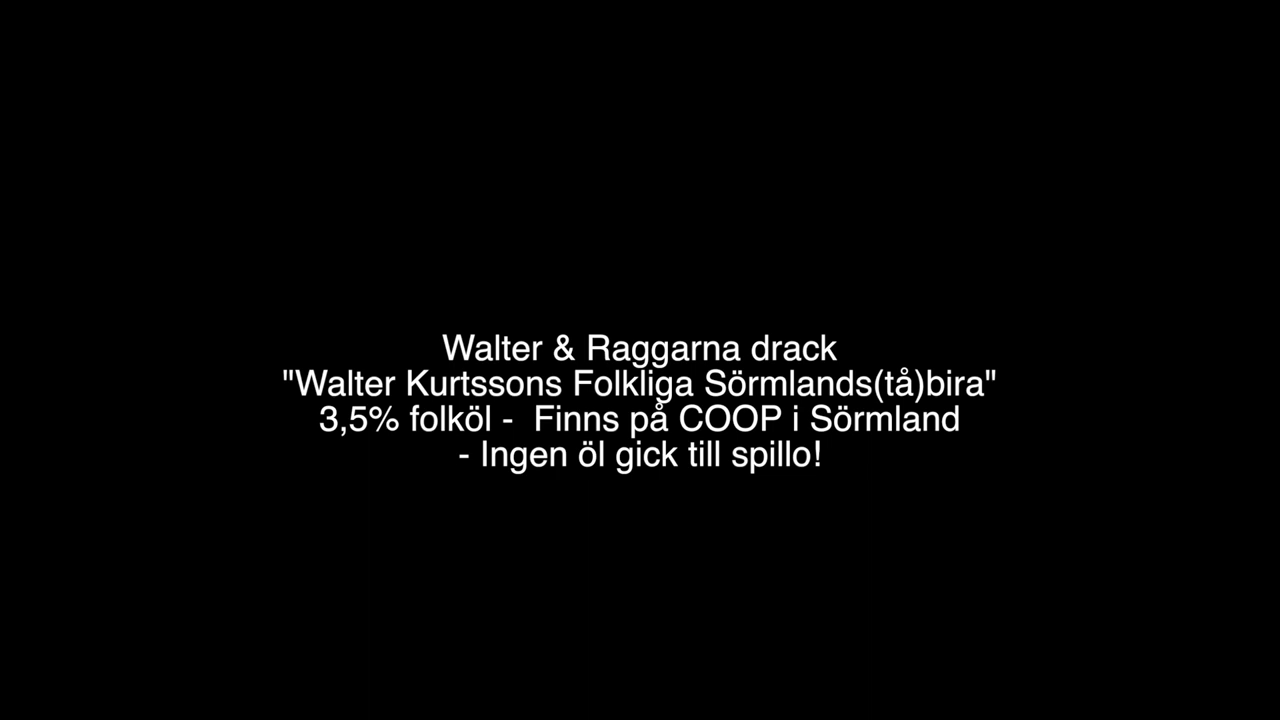 Walter & Raggarna drack
"Walter Kurtssons Folkliga Sörmlands(tå)bira"
3,5% folköl -  Finns på COOP i Sörmland
- Ingen öl gick till spillo!